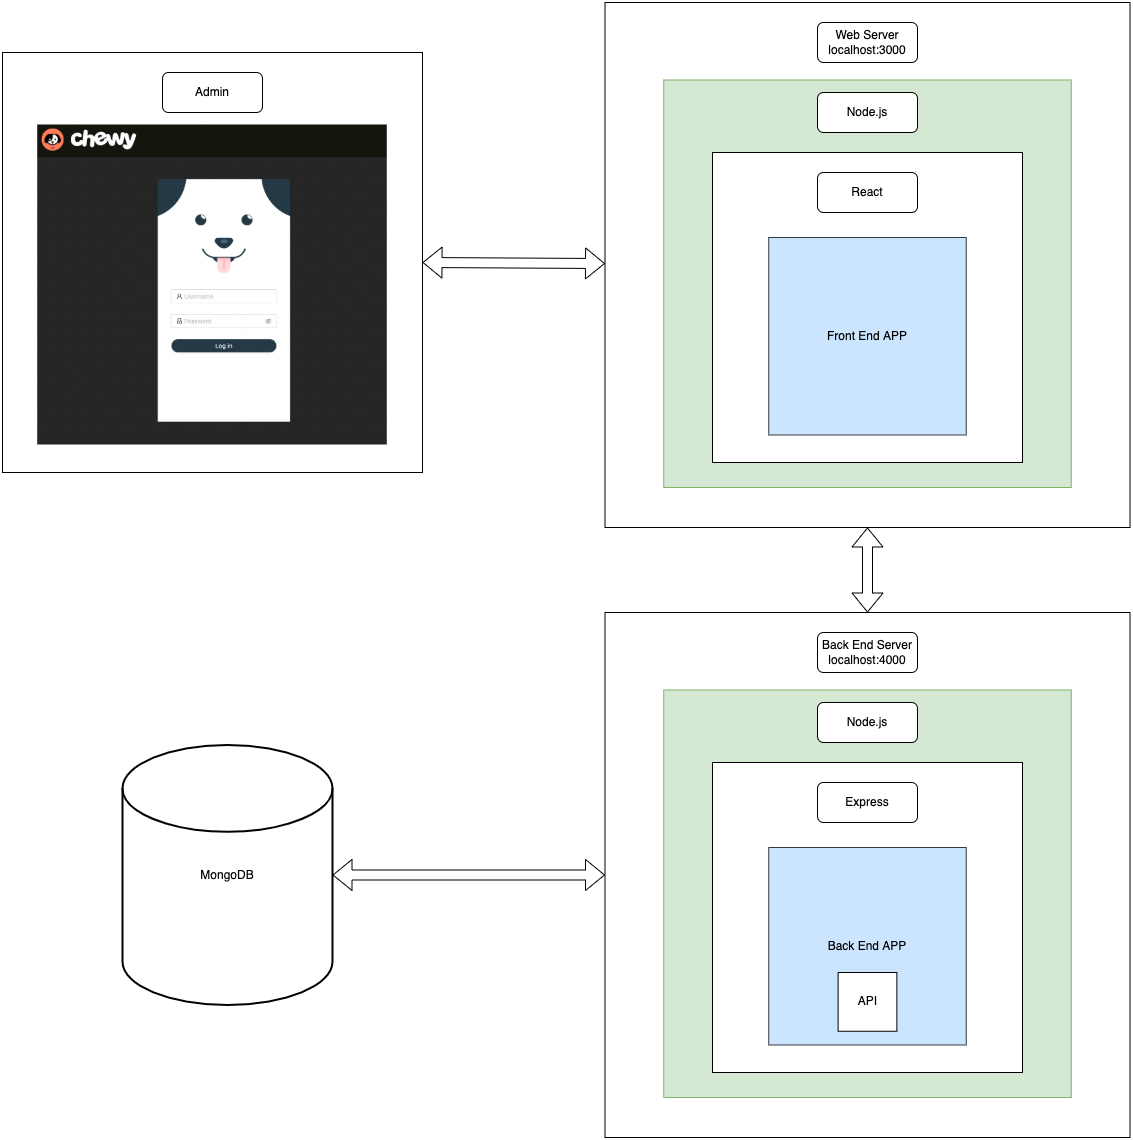 Web Server
localhost:3000
Admin
Node.js
chewy
React
Username
Front End APP
Password
Log in
Back End Server
localhost:4000
Node.js
Express
MongoDB
Back End APP
API